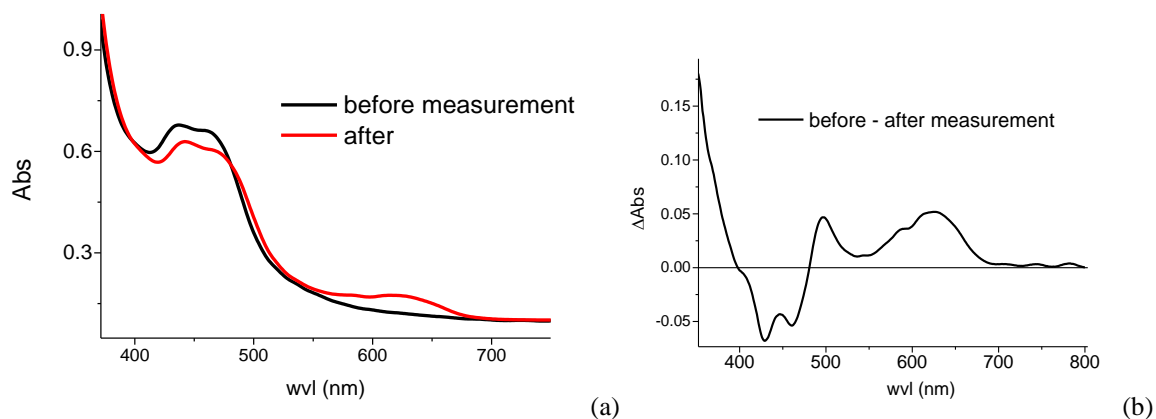 0.9
0.6
0.3
Abs
before measurement
after
400
500
600
700
wvl (nm)
(a)
0.15
0.10
0.05
0.00
-0.05
ΔAbs
before - after measurement
400
500
600
700
800
wvl (nm)
(b)